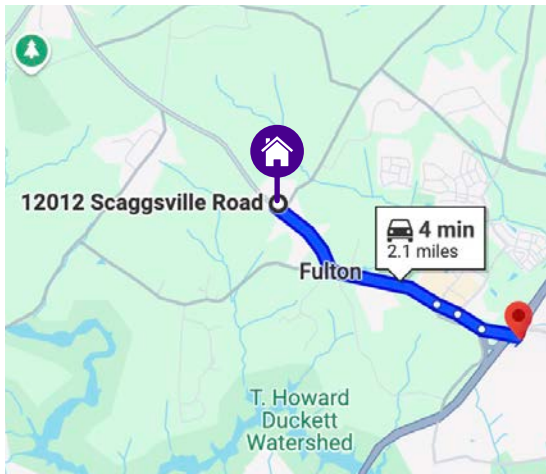 12012 Scaggsville Road
4 min
2.1 miles
Fulton
T. Howard
Duckett
Watershed